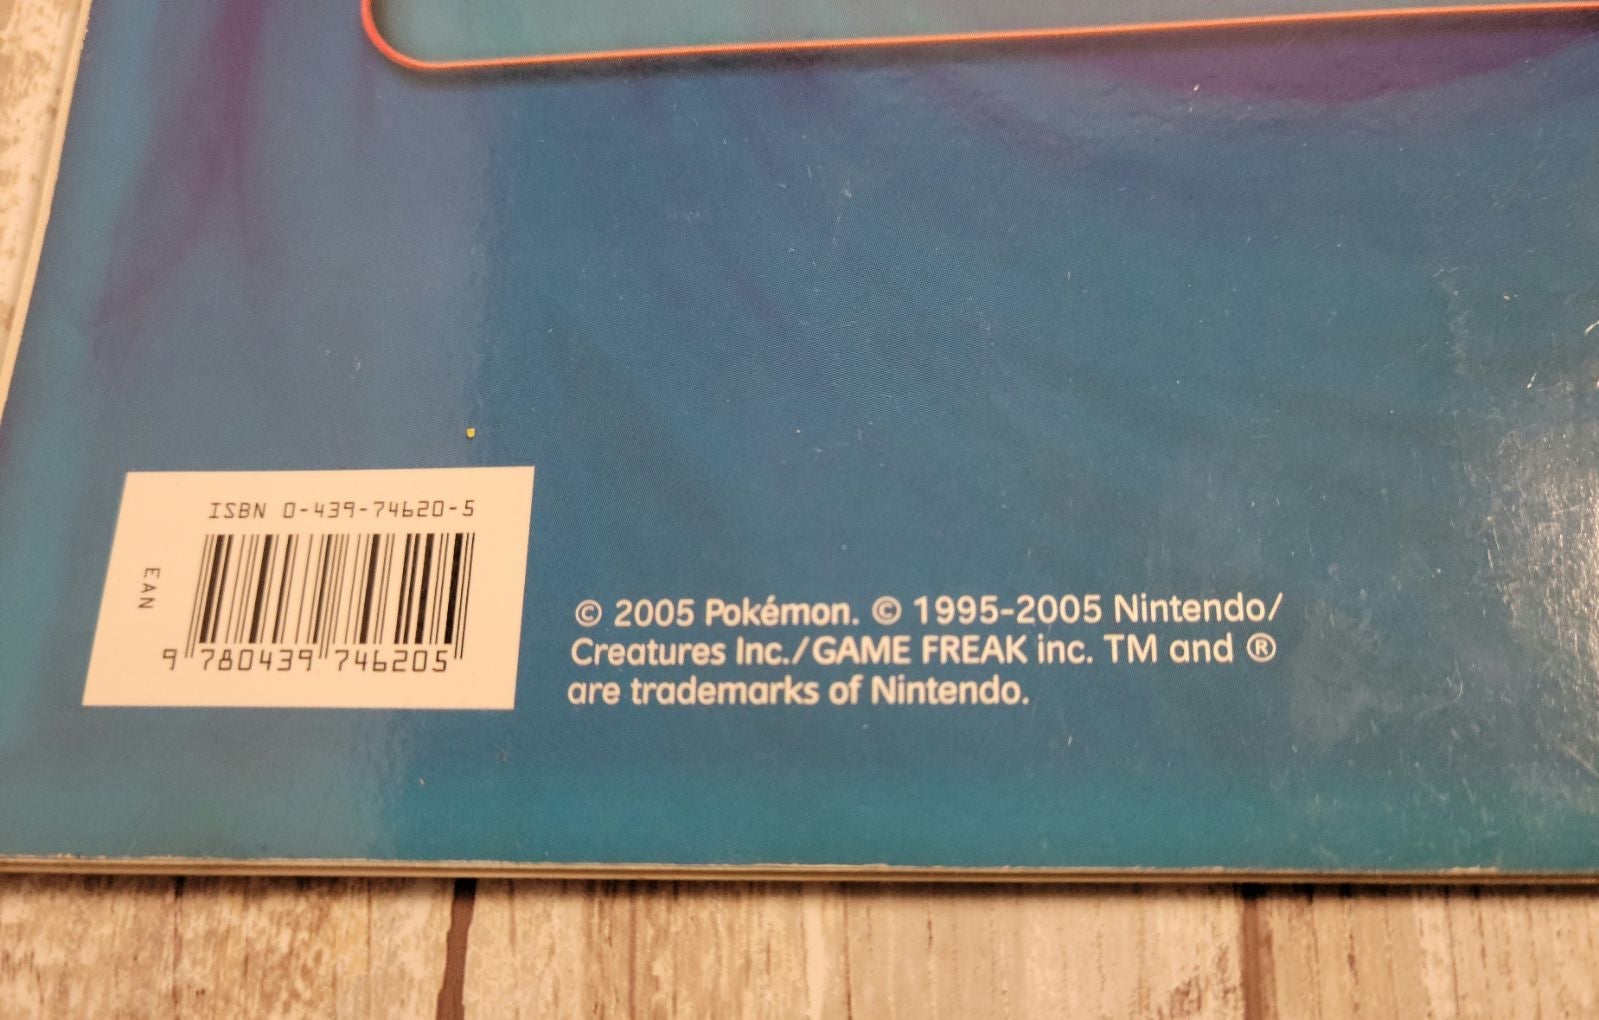 ISBN 0-439-74620-5
EAN
9 780439 746205
© 2005 Pokémon. © 1995-2005 Nintendo/
Creatures Inc./GAME FREAK inc. TM and ®
are trademarks of Nintendo.